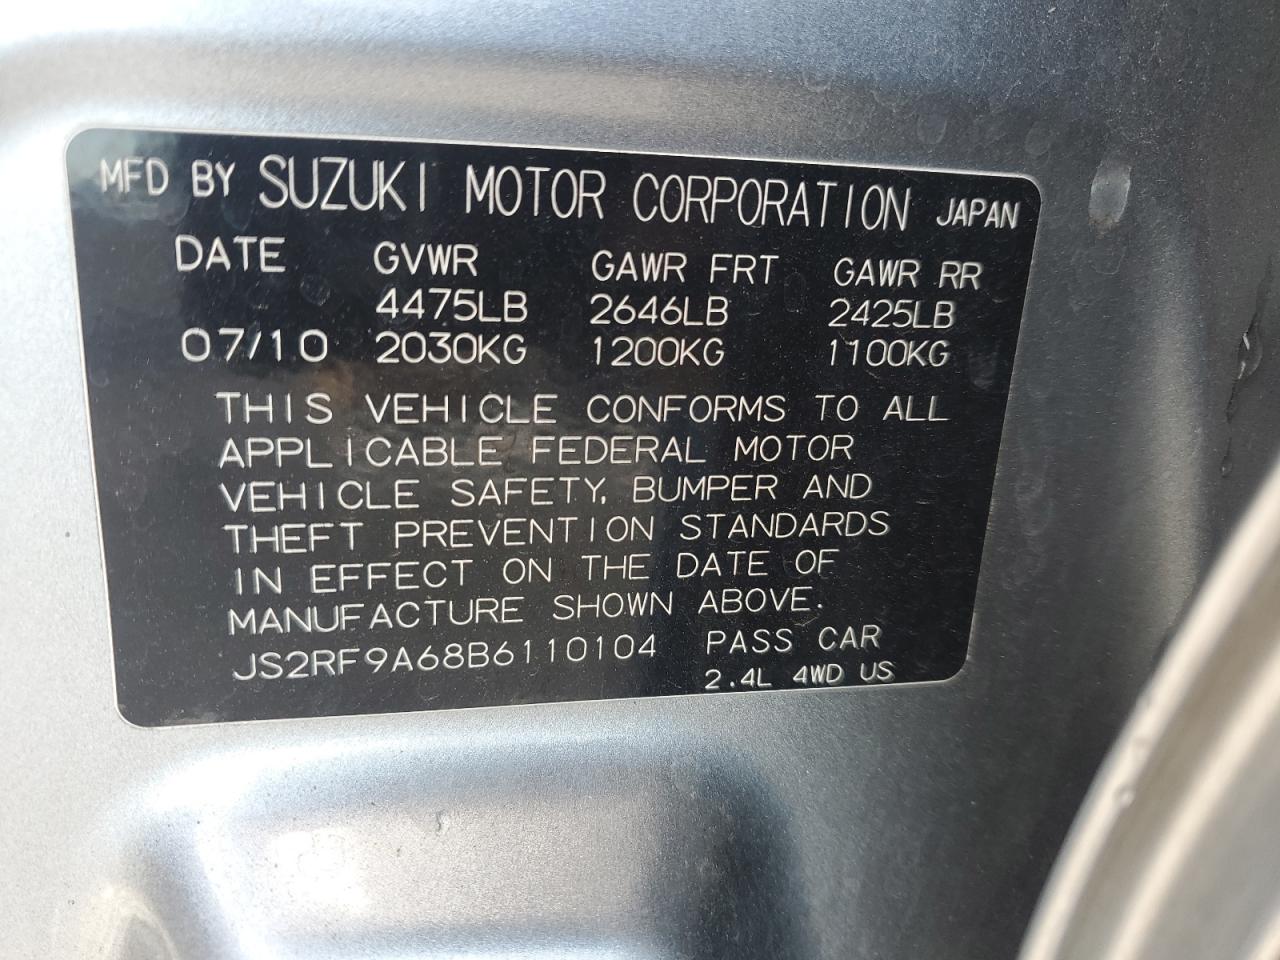 MFD BY SUZUKI MOTOR CORPORATION JAPAN
DATE GVWR GAWR FRT GAWR RR
4475LB 2646LB 2425LB
07/10 2030KG 1200KG 1100KG
THIS VEHICLE CONFORMS TO ALL
APPLICABLE FEDERAL MOTOR
VEHICLE SAFETY, BUMPER AND
THEFT PREVENTION STANDARDS
IN EFFECT ON THE DATE OF
MANUFACTURE SHOWN ABOVE.
JS2RF9A68B6110104 PASS CAR
2.4L 4WD US